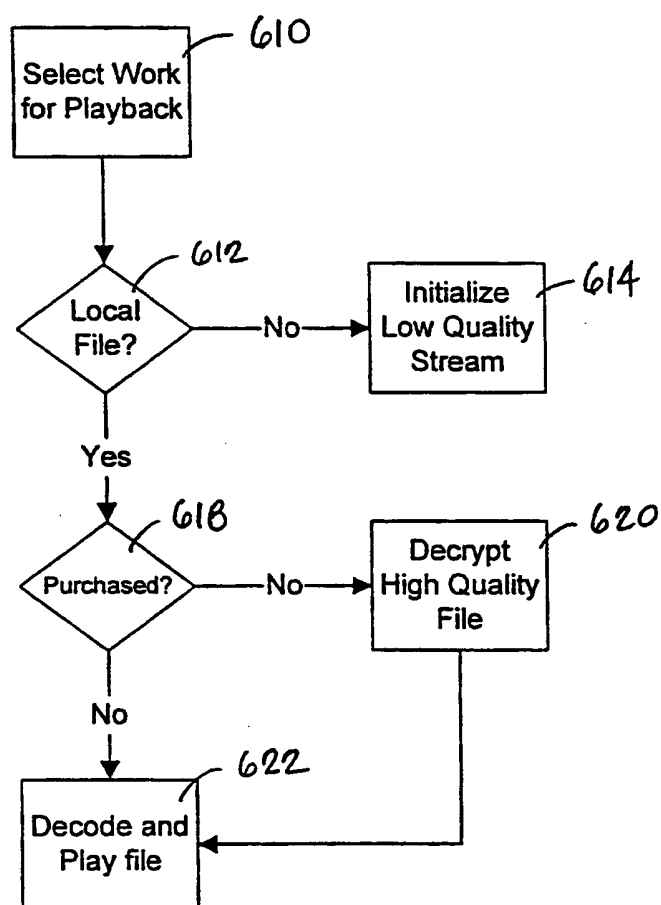 610
Select Work
for Playback
612
Local
File?
No
Initialize
Low Quality
Stream
614
Yes
618
Purchased?
No
Decrypt
High Quality
File
620
No
622
Decode and
Play file